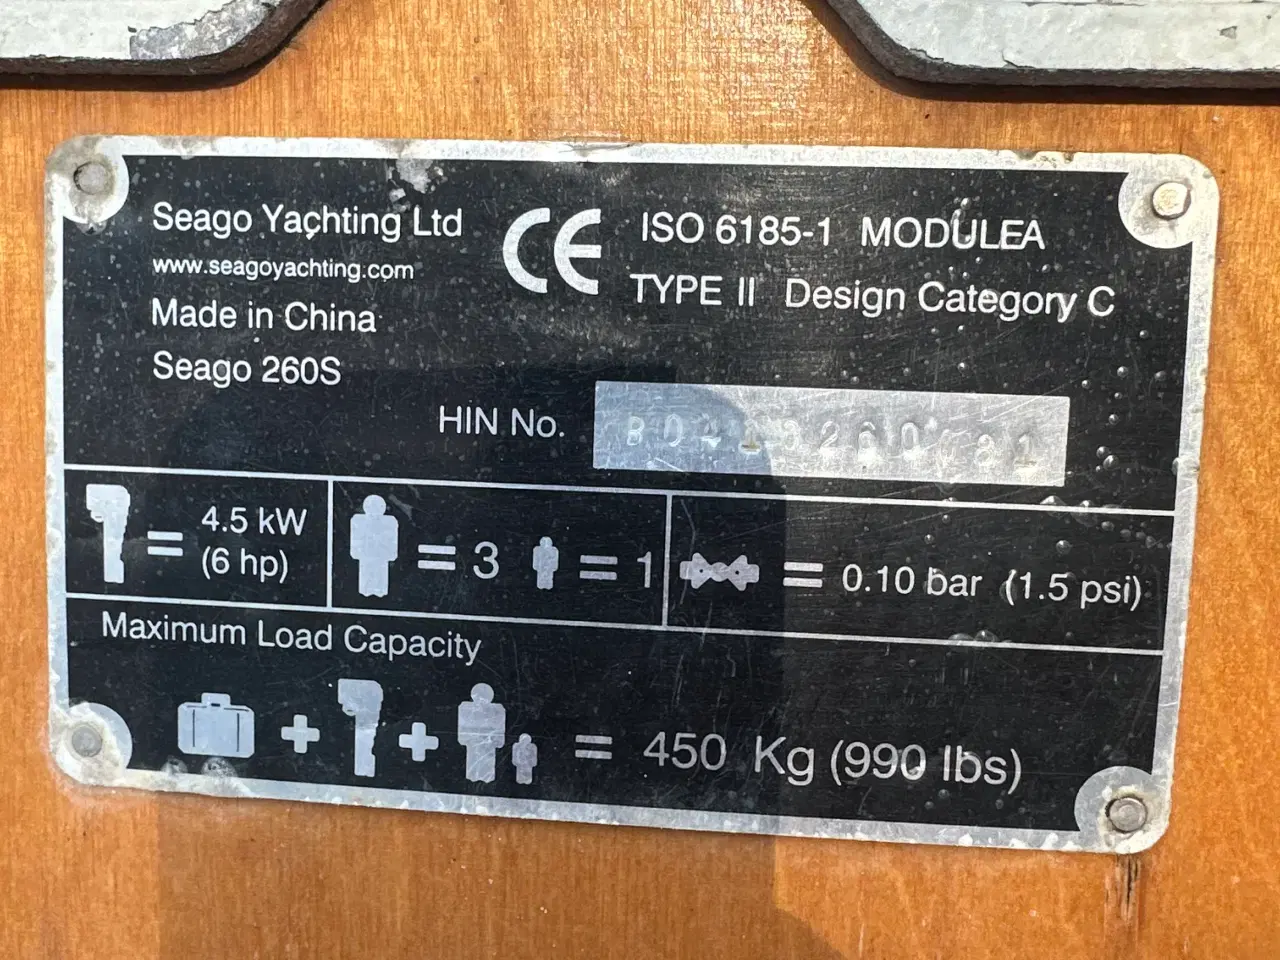 Seago Yachting Ltd
www.seagoyachting.com
Made in China
Seago 260S
CE
ISO 6185-1 MODULEA
TYPE II Design Category C
HIN No.
= 4.5 kW
(6 hp)
= 3 = 1
= 0.10 bar (1.5 psi)
Maximum Load Capacity
+ + = 450 Kg (990 lbs)